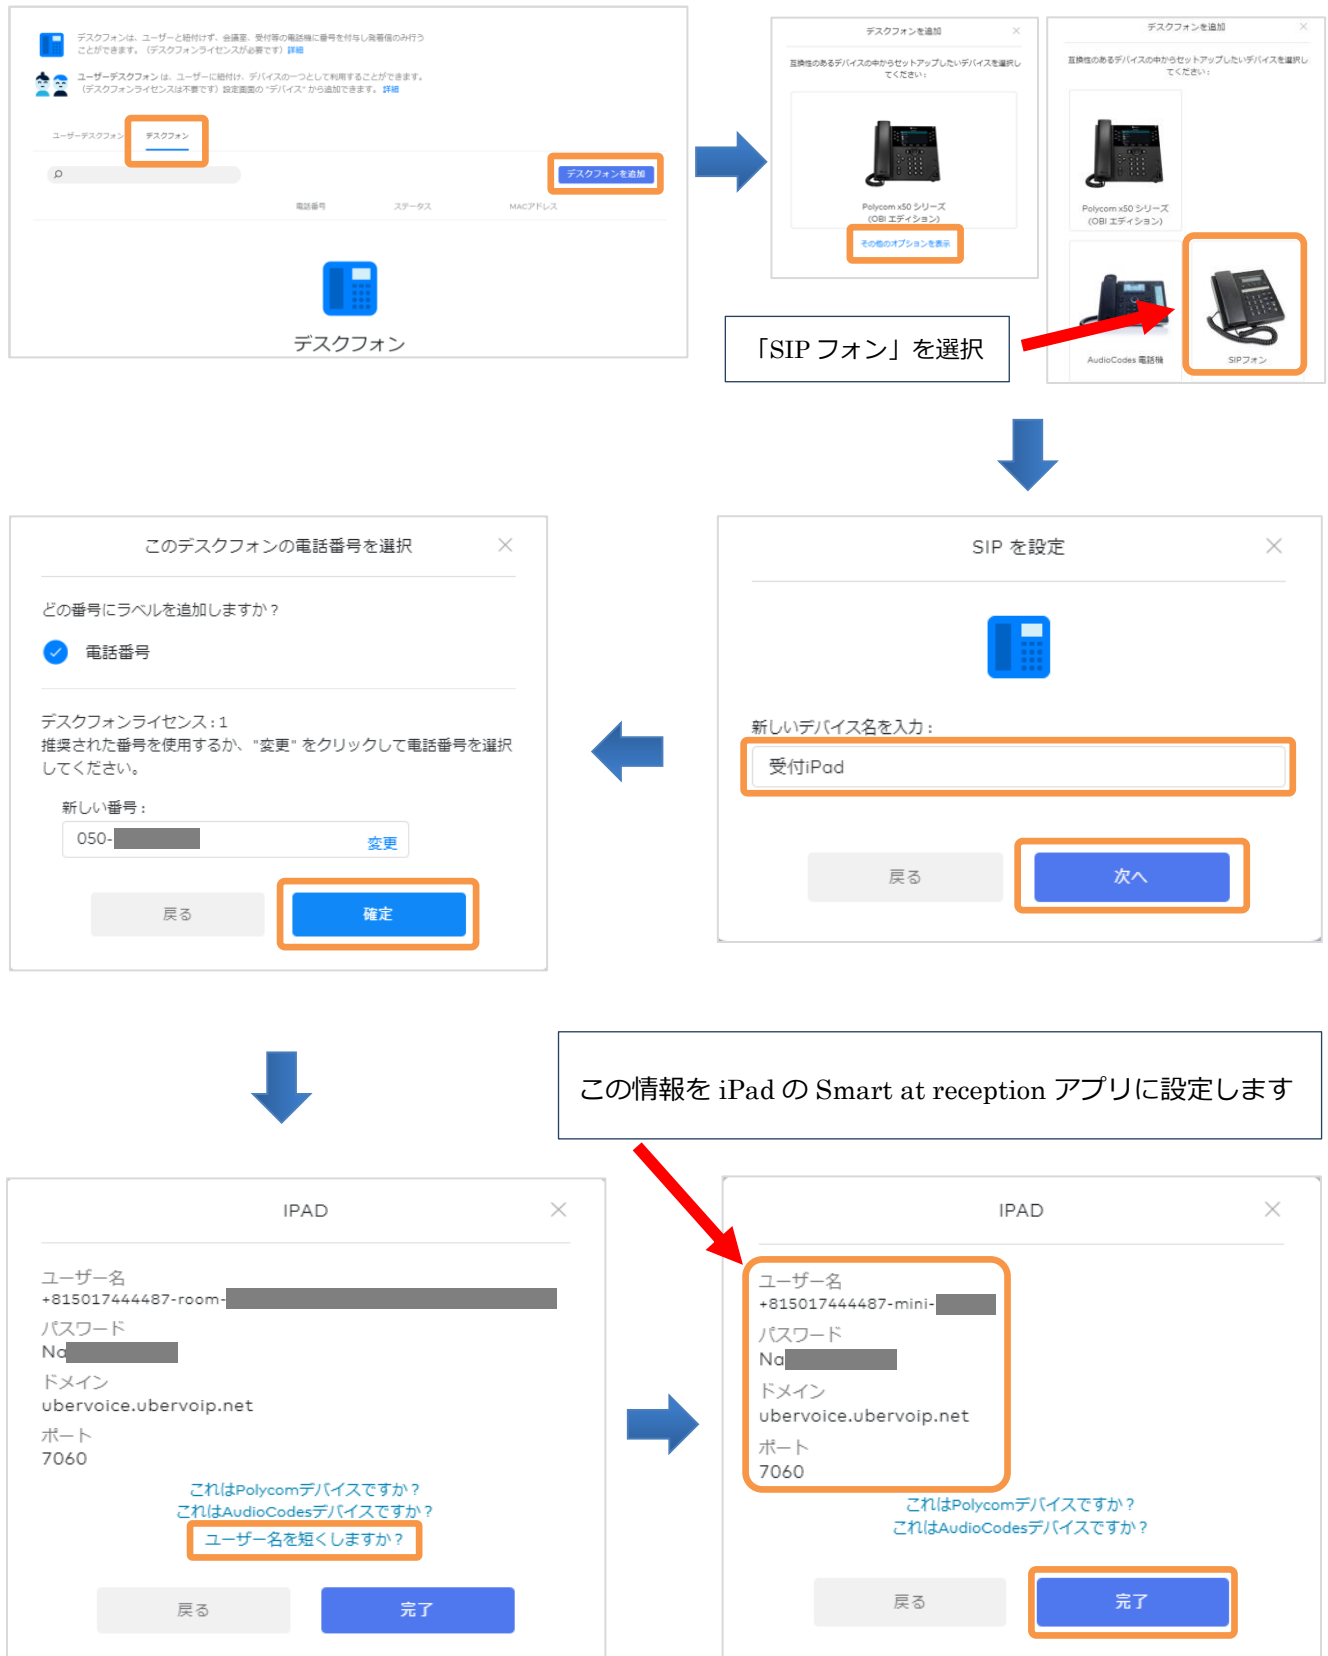 デスクフォンは、ユーザーと紐付けず、会議室、受付等の電話機に番号を付与し発着信のみ行う
ことができます。（デスクフォンライセンスが必要です）詳細
ユーザーデスクフォン は、ユーザーに紐付け、デバイスの一つとして利用することができます。
（デスクフォンライセンスは不要です）設定画面の "デバイス" から追加できます。 詳細
ユーザーデスクフォン デスクフォン
デスクフォンを追加
電話番号 ステータス MACアドレス
デスクフォン
デスクフォンを追加
互換性のあるデバイスの中からセットアップしたいデバイスを選択し
てください：
Polycom x50 シリーズ
(OBI エディション)
その他のオプションを表示
デスクフォンを追加
互換性のあるデバイスの中からセットアップしたいデバイスを選択し
てください：
Polycom x50 シリーズ
(OBI エディション)
AudioCodes 電話機
SIPフォン
「SIP フォン」を選択
SIP を設定
新しいデバイス名を入力：
受付iPad
戻る 次へ
このデスクフォンの電話番号を選択
どの番号にラベルを追加しますか？
電話番号
デスクフォンライセンス：1
推奨された番号を使用するか、"変更" をクリックして電話番号を選択
してください。
新しい番号：
050- 変更
戻る 確定
この情報を iPad の Smart at reception アプリに設定します
IPAD
ユーザー名
+815017444487-room-
パスワード
Na
ドメイン
ubervoice.ubervoip.net
ポート
7060
これはPolycomデバイスですか？
これはAudioCodesデバイスですか？
ユーザー名を短くしますか？
戻る 完了
IPAD
ユーザー名
+815017444487-mini-
パスワード
Na
ドメイン
ubervoice.ubervoip.net
ポート
7060
これはPolycomデバイスですか？
これはAudioCodesデバイスですか？
戻る 完了